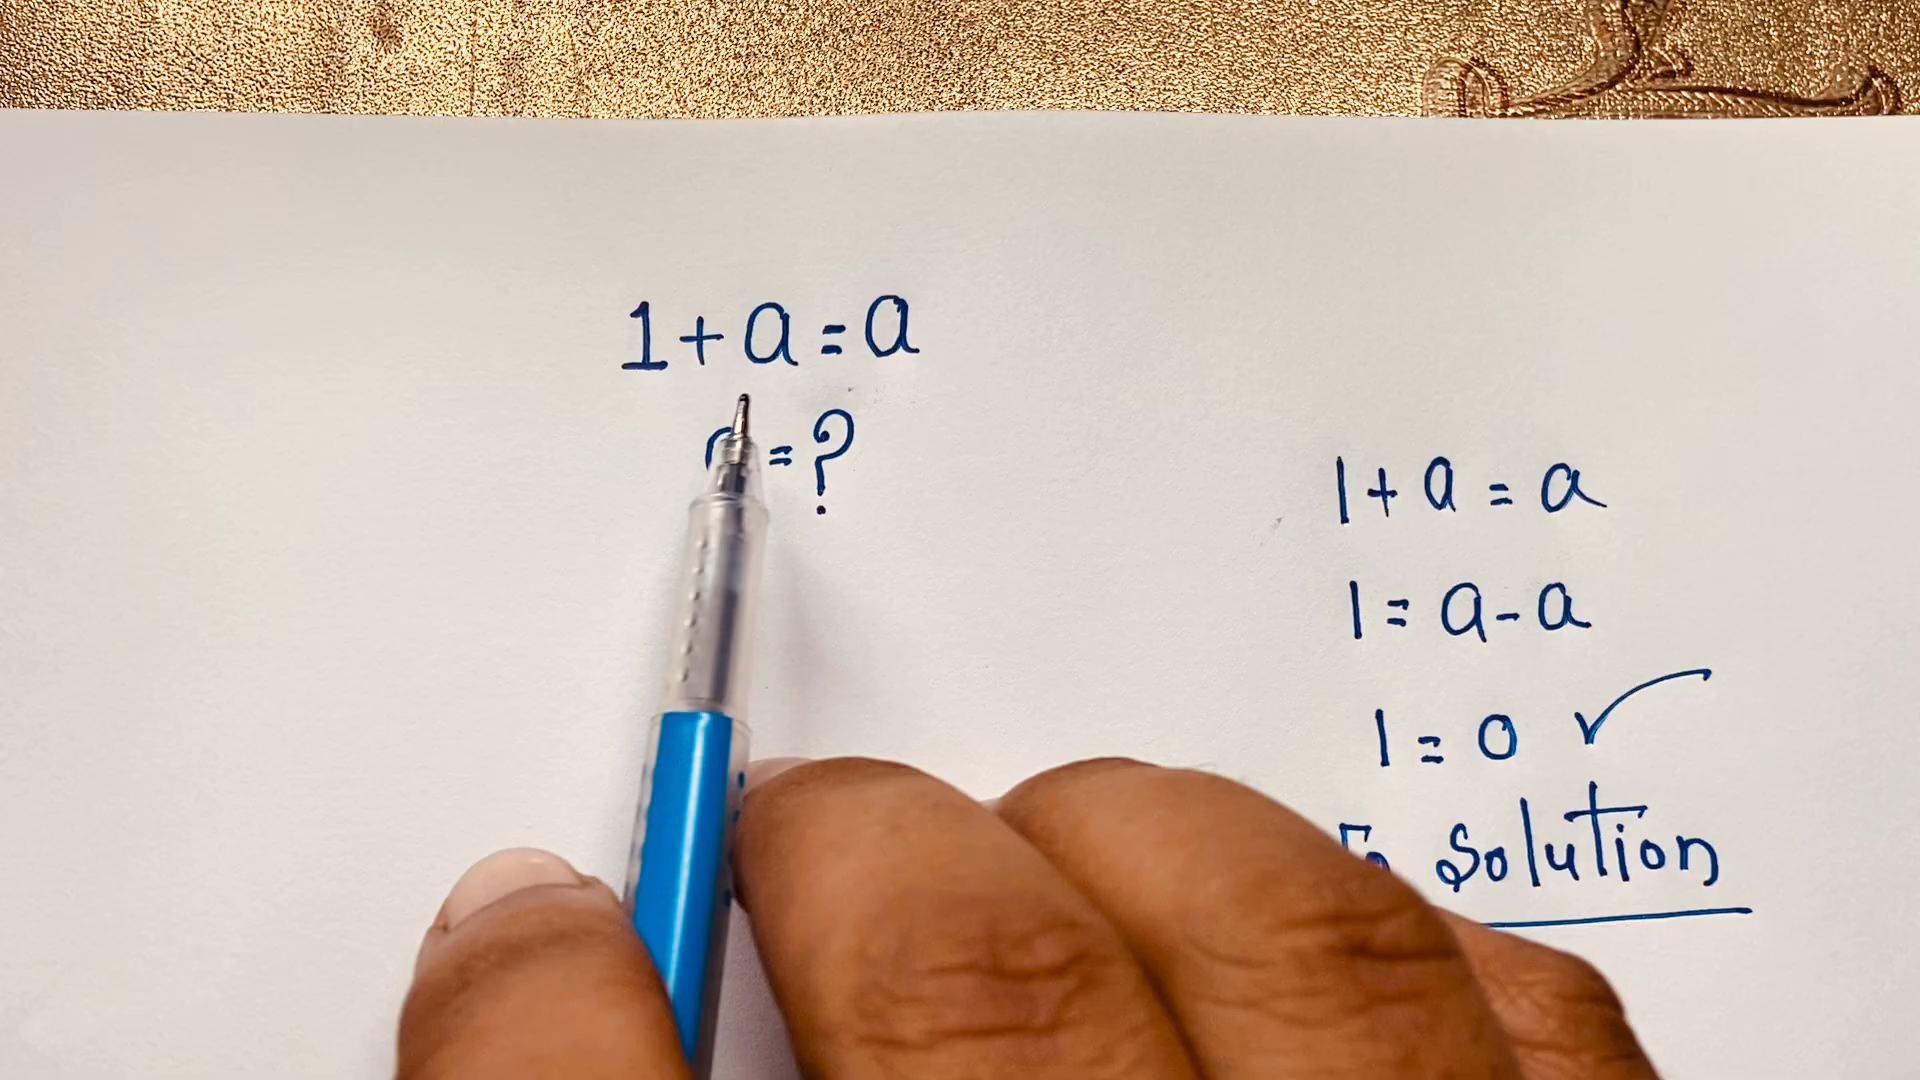 1+a=a
=?
1+a=a
1=a-a
1=0 ✓
solution